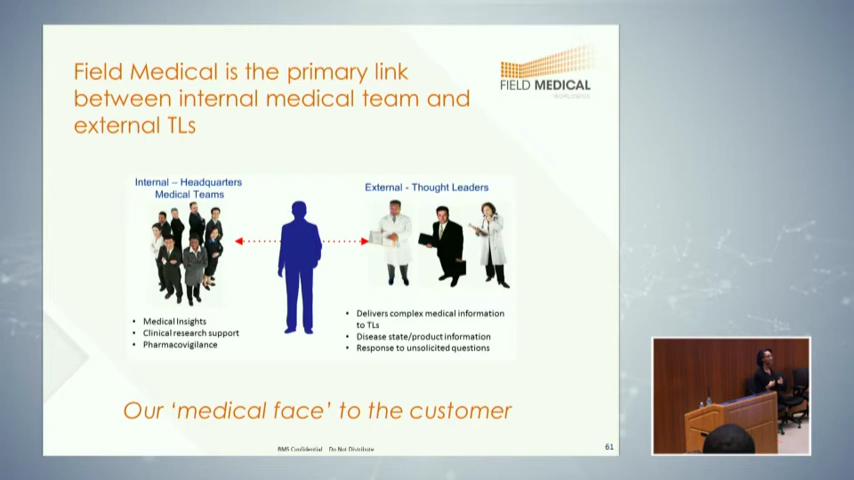 Field Medical is the primary link
between internal medical team and
external TLs
FIELD MEDICAL
WORLDWIDE
Internal – Headquarters
Medical Teams
External - Thought Leaders
• Medical Insights
• Clinical research support
• Pharmacovigilance
• Delivers complex medical information
to TLs
• Disease state/product information
• Response to unsolicited questions
Our ‘medical face’ to the customer
BMS Confidential Do Not Distribute
61